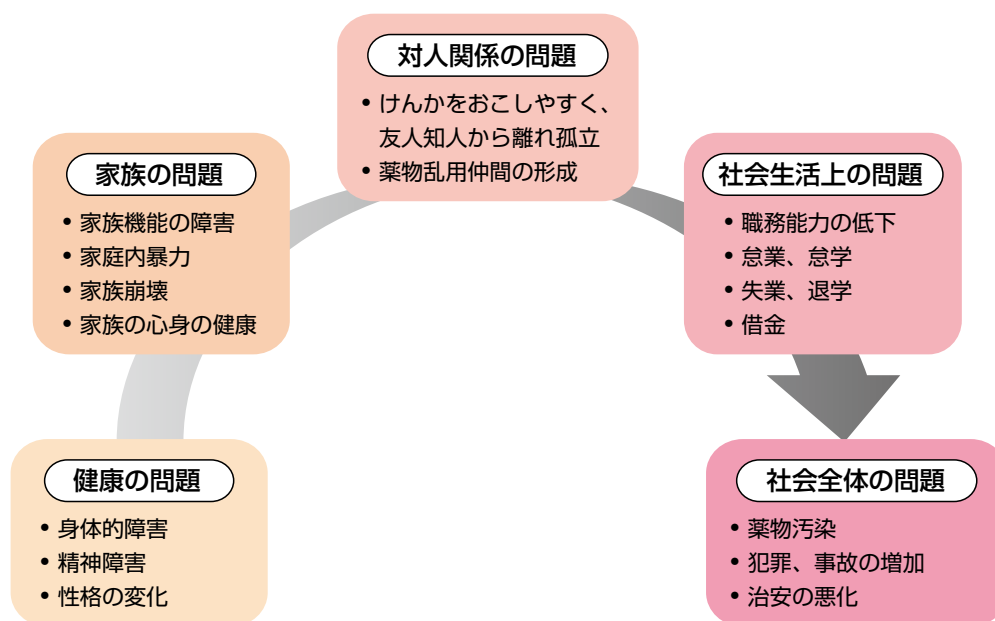 対人関係の問題
• けんかをおこしやすく、
友人知人から離れ孤立
• 薬物乱用仲間の形成
家族の問題
• 家族機能の障害
• 家庭内暴力
• 家族崩壊
• 家族の心身の健康
社会生活上の問題
• 職務能力の低下
• 怠業、怠学
• 失業、退学
• 借金
健康の問題
• 身体的障害
• 精神障害
• 性格の変化
社会全体の問題
• 薬物汚染
• 犯罪、事故の増加
• 治安の悪化